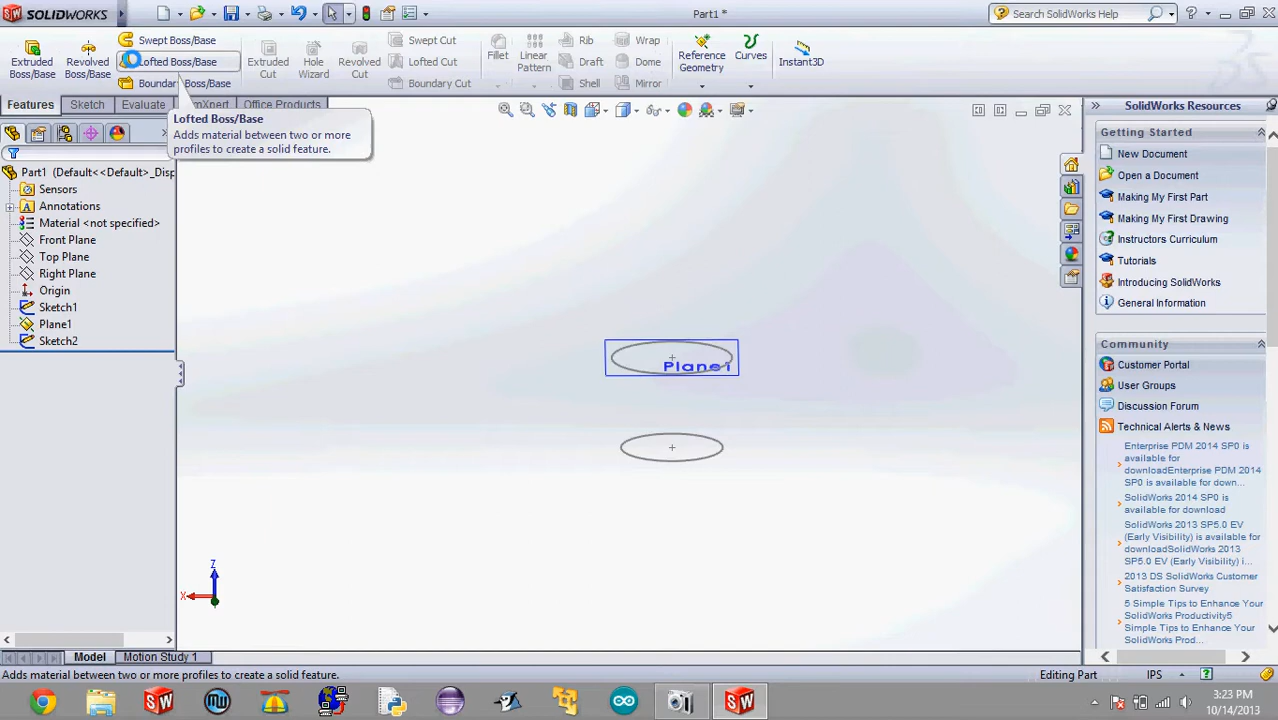 SOLIDWORKS
Part1 *
Search SolidWorks Help
Extruded Boss/Base
Revolved Boss/Base
Swept Boss/Base
Lofted Boss/Base
Boundary Boss/Base
Extruded Cut
Hole Wizard
Revolved Cut
Swept Cut
Lofted Cut
Boundary Cut
Fillet
Linear Pattern
Rib
Draft
Shell
Wrap
Dome
Mirror
Reference Geometry
Curves
Instant3D
Features
Sketch
Evaluate
Office Products
Lofted Boss/Base
Adds material between two or more
profiles to create a solid feature.
Part1 (Default<<Default>_Disp
Sensors
Annotations
Material <not specified>
Front Plane
Top Plane
Right Plane
Origin
Sketch1
Plane1
Sketch2
Plane1
Z
X
SolidWorks Resources
Getting Started
New Document
Open a Document
Making My First Part
Making My First Drawing
Instructors Curriculum
Tutorials
Introducing SolidWorks
General Information
Community
Customer Portal
User Groups
Discussion Forum
Technical Alerts & News
Enterprise PDM 2014 SP0 is
available for
downloadEnterprise PDM 2014
SP0 is available for down...
SolidWorks 2014 SP0 is
available for download
SolidWorks 2013 SP5.0 EV
(Early Visibility) is available for
downloadSolidWorks 2013
SP5.0 EV (Early Visibility) i...
2013 DS SolidWorks Customer
Satisfaction Survey
5 Simple Tips to Enhance Your
SolidWorks Productivity5
Simple Tips to Enhance Your
SolidWorks Prod...
Model
Motion Study 1
Adds material between two or more profiles to create a solid feature.
Editing Part
IPS
3:23 PM
10/14/2013